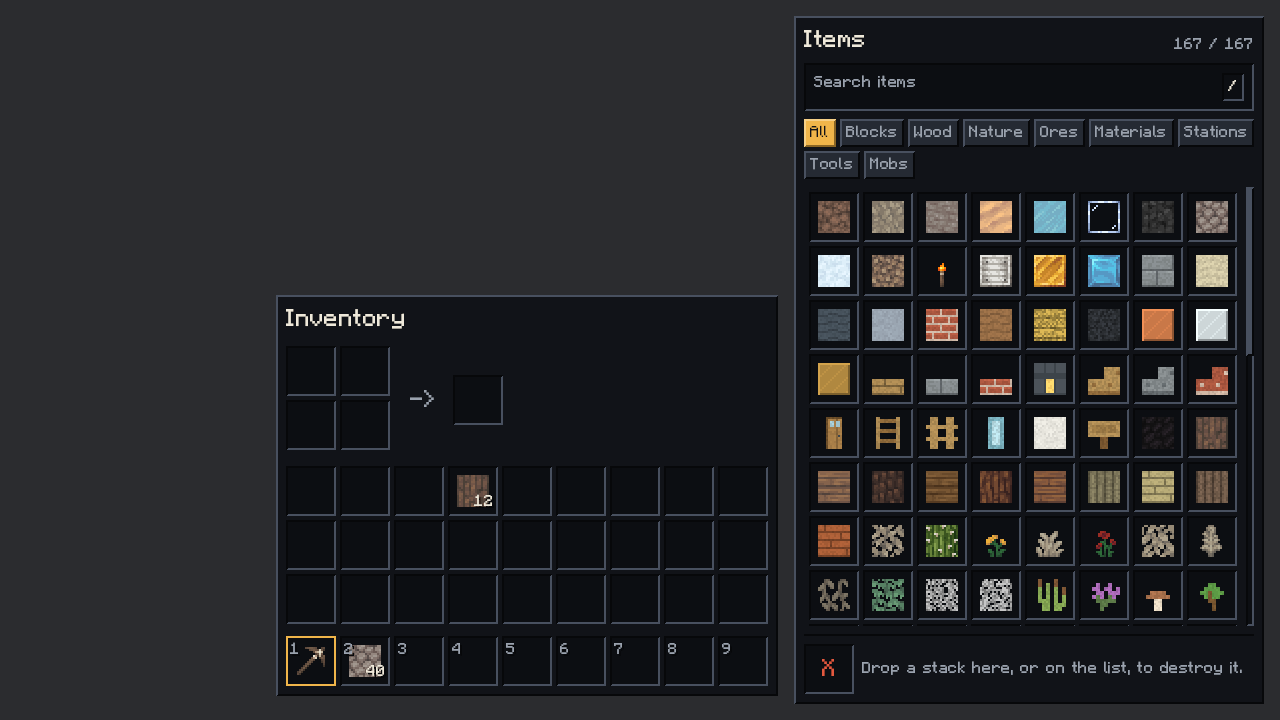 Items
167 / 167
Search items
/
All Blocks Wood Nature Ores Materials Stations
Tools Mobs
Inventory
->
12
1 2 3 4 5 6 7 8 9
40
X Drop a stack here, or on the list, to destroy it.